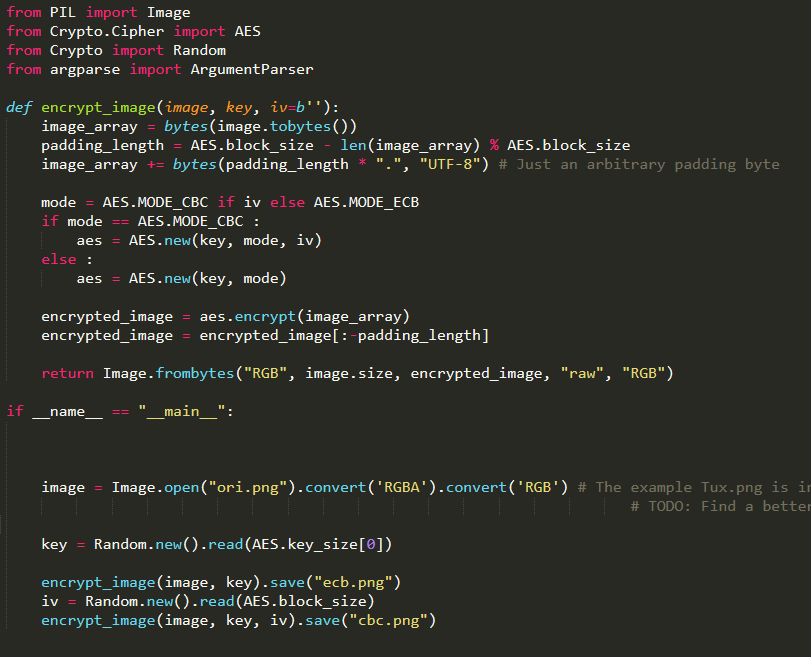 from PIL import Image
from Crypto.Cipher import AES
from Crypto import Random
from argparse import ArgumentParser
def encrypt_image(image, key, iv=b''):
image_array = bytes(image.tobytes())
padding_length = AES.block_size - len(image_array) % AES.block_size
image_array += bytes(padding_length * ".", "UTF-8") # Just an arbitrary padding byte
mode = AES.MODE_CBC if iv else AES.MODE_ECB
if mode == AES.MODE_CBC :
aes = AES.new(key, mode, iv)
else :
aes = AES.new(key, mode)
encrypted_image = aes.encrypt(image_array)
encrypted_image = encrypted_image[:-padding_length]
return Image.frombytes("RGB", image.size, encrypted_image, "raw", "RGB")
if __name__ == "__main__":
image = Image.open("ori.png").convert('RGBA').convert('RGB') # The example Tux.png is
# TODO: Find a better
key = Random.new().read(AES.key_size[0])
encrypt_image(image, key).save("ecb.png")
iv = Random.new().read(AES.block_size)
encrypt_image(image, key, iv).save("cbc.png")